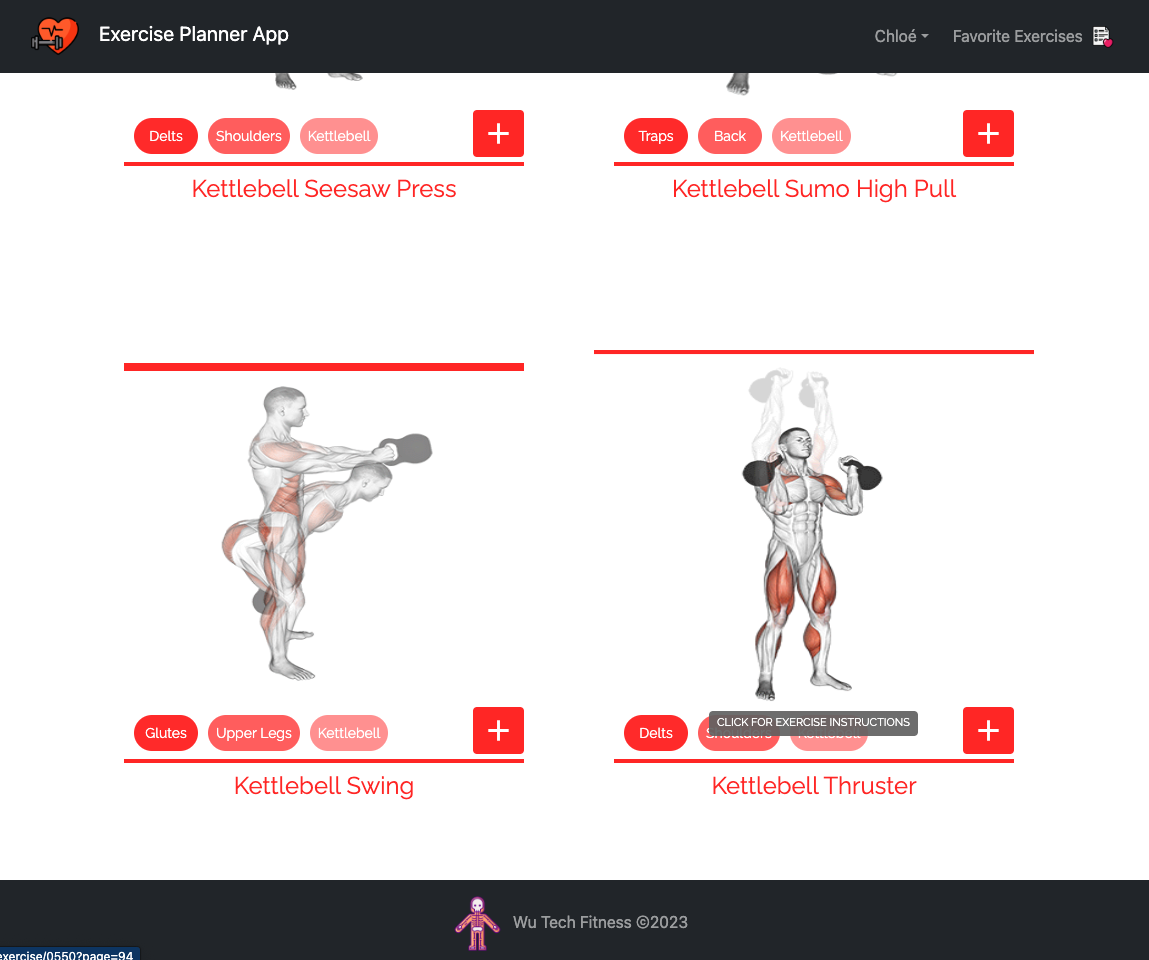 Exercise Planner App
Chloé
Favorite Exercises
Delts
Shoulders
Kettlebell
Traps
Back
Kettlebell
Kettlebell Seesaw Press
Kettlebell Sumo High Pull
Glutes
Upper Legs
Kettlebell
CLICK FOR EXERCISE INSTRUCTIONS
Delts
Shoulders
Kettlebell
Kettlebell Swing
Kettlebell Thruster
Wu Tech Fitness ©2023
exercise/0550?page=94